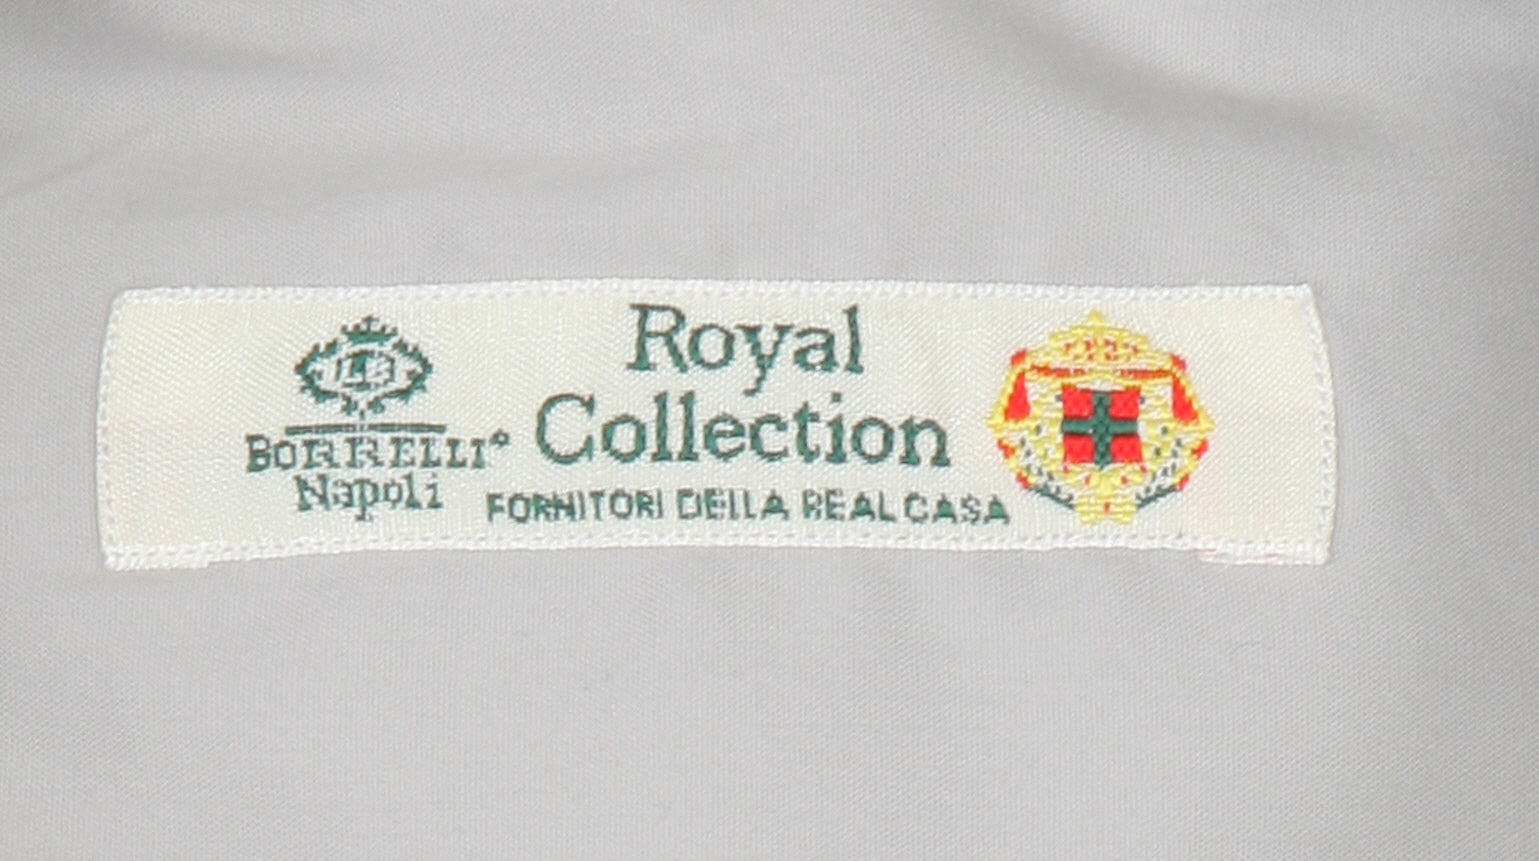 LB
BORRELLI
Napoli
Royal
Collection
FORNITORI DELLA REAL CASA